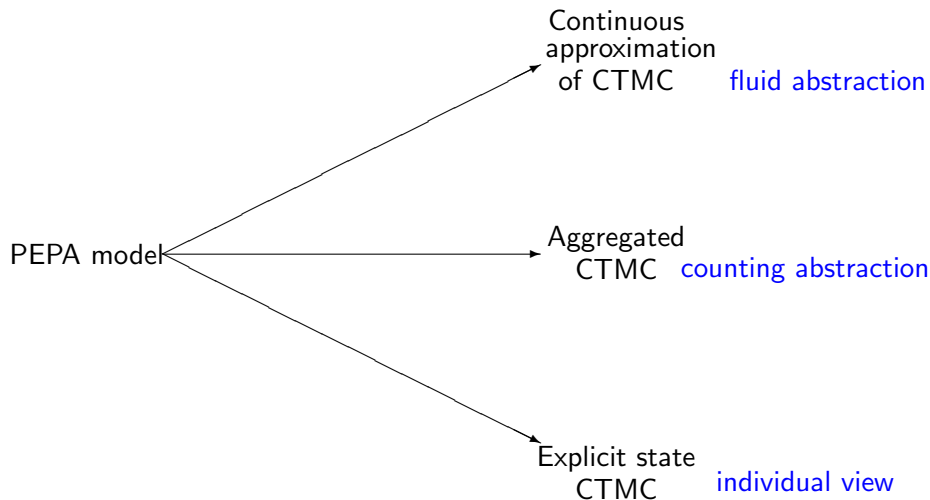 Continuous
approximation
of CTMC fluid abstraction
PEPA model
Aggregated
CTMC counting abstraction
Explicit state
CTMC individual view